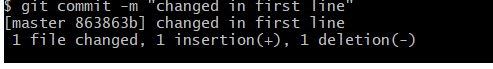 $ git commit -m "changed in first line"
[master 863863b] changed in first line
 1 file changed, 1 insertion(+), 1 deletion(-)